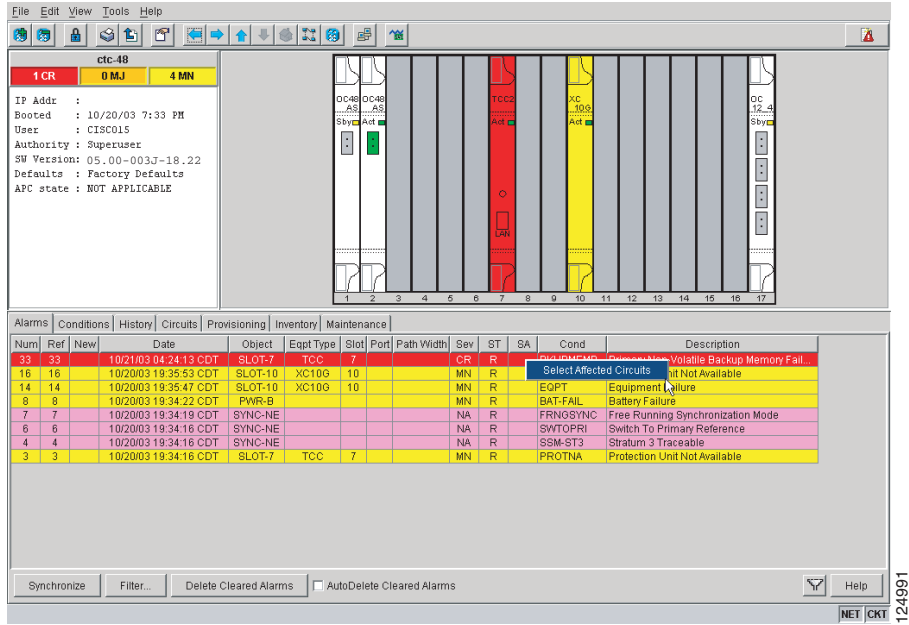 File Edit View Tools Help
ctc-48
1 CR 0 MJ 4 MN
IP Addr :
Booted : 10/20/03 7:33 PM
User : CISCO15
Authority : Superuser
SW Version: 05.00-003J-18.22
Defaults : Factory Defaults
APC state : NOT APPLICABLE
OC48 OC48 TCC2 XC OC
AS AS 10G 12_4
Sby Act Act Act Sby
LAN
1 2 3 4 5 6 7 8 9 10 11 12 13 14 15 16 17
Alarms Conditions History Circuits Provisioning Inventory Maintenance
Num Ref New Date Object Eqpt Type Slot Port Path Width Sev ST SA Cond Description
33 33 10/21/03 04:24:13 CDT SLOT-7 TCC 7 CR R Volatile Backup Memory Fail...
Select Affected Circuits
16 16 10/20/03 19:35:53 CDT SLOT-10 XC10G 10 MN R Not Available
14 14 10/20/03 19:35:47 CDT SLOT-10 XC10G 10 MN R EQPT Equipment Failure
8 8 10/20/03 19:34:22 CDT PWR-B MN R BAT-FAIL Battery Failure
7 7 10/20/03 19:34:19 CDT SYNC-NE NA R FRNGSYNC Free Running Synchronization Mode
6 6 10/20/03 19:34:16 CDT SYNC-NE NA R SWTOPRI Switch To Primary Reference
4 4 10/20/03 19:34:16 CDT SYNC-NE NA R SSM-ST3 Stratum 3 Traceable
3 3 10/20/03 19:34:16 CDT SLOT-7 TCC 7 MN R PROTNA Protection Unit Not Available
Synchronize Filter... Delete Cleared Alarms AutoDelete Cleared Alarms Help
NET CKT
124991